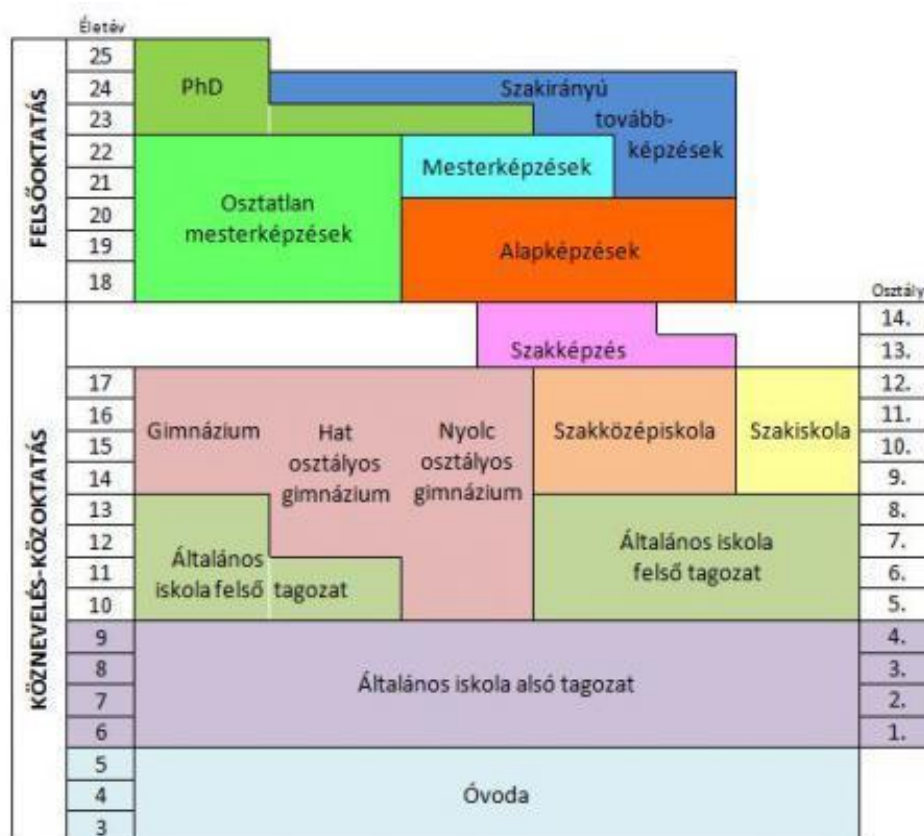 Életév
FELSŐOKTATÁS
25
24
23
22
21
20
19
18
PhD
Szakirányú
tovább-
képzések
Mesterképzések
Osztatlan
mesterképzések
Alapképzések
Osztály
KÖZNEVELÉS-KÖZOKTATÁS
14.
Szakképzés
13.
17
12.
16
11.
15
10.
14
9.
Gimnázium
Hat
osztályos
gimnázium
Nyolc
osztályos
gimnázium
Szakközépiskola
Szakiskola
13
8.
12
7.
11
6.
10
5.
Általános
iskola felső tagozat
Általános iskola
felső tagozat
9
4.
8
3.
7
2.
6
1.
Általános iskola alsó tagozat
5
4
3
Óvoda